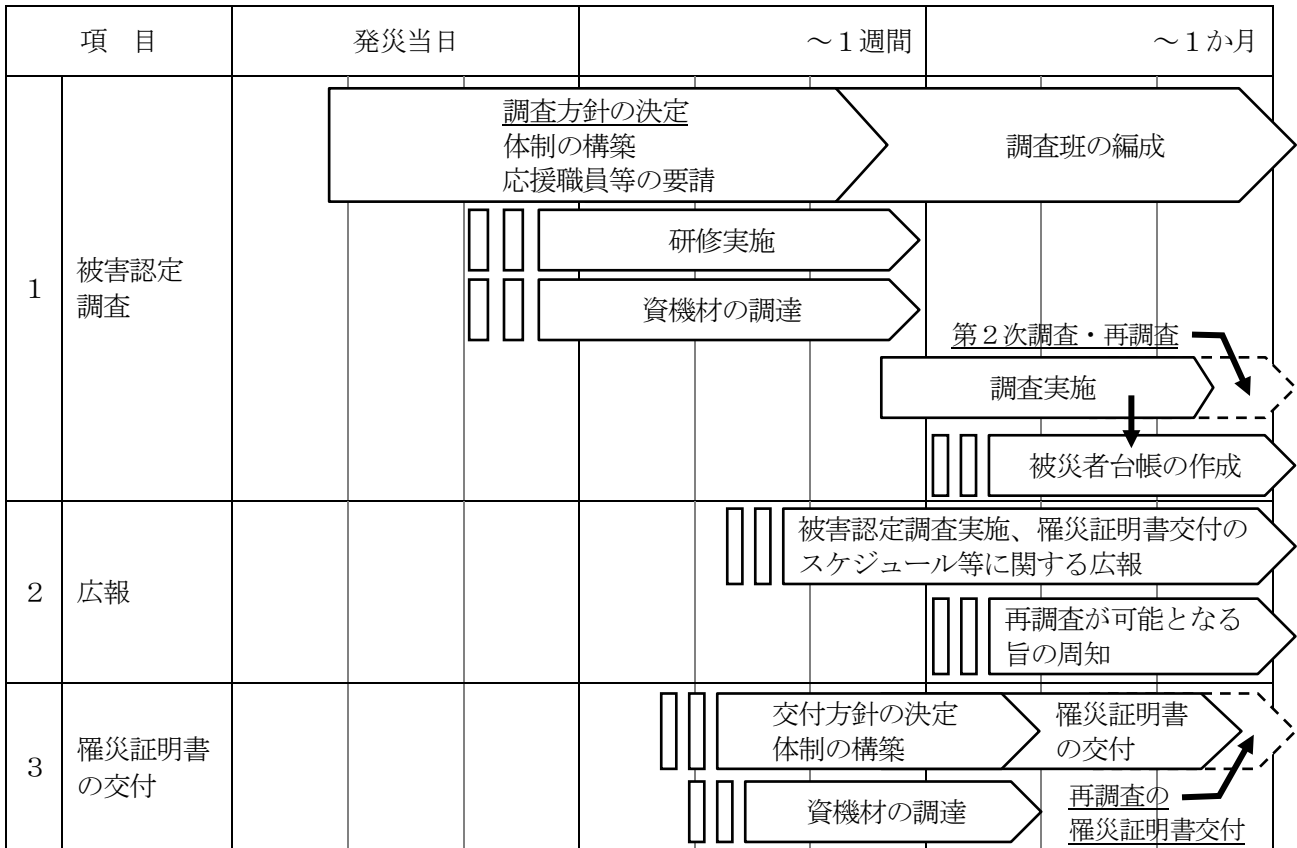 項 目
発災当日
～１週間
～１か月
1
被害認定
調査
調査方針の決定
体制の構築
応援職員等の要請
調査班の編成
研修実施
資機材の調達
第２次調査・再調査
調査実施
被災者台帳の作成
2
広報
被害認定調査実施、罹災証明書交付の
スケジュール等に関する広報
再調査が可能となる
旨の周知
3
罹災証明書
の交付
交付方針の決定
体制の構築
罹災証明書
の交付
資機材の調達
再調査の
罹災証明書交付